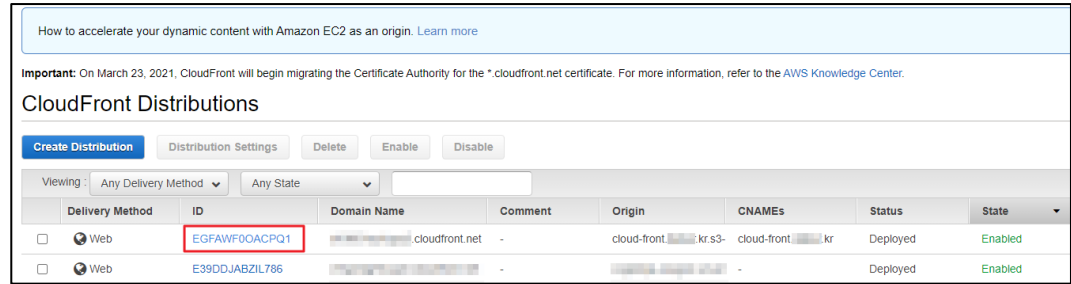 How to accelerate your dynamic content with Amazon EC2 as an origin. Learn more
Important: On March 23, 2021, CloudFront will begin migrating the Certificate Authority for the *.cloudfront.net certificate. For more information, refer to the AWS Knowledge Center.
CloudFront Distributions
Create Distribution Distribution Settings Delete Enable Disable
Viewing : Any Delivery Method Any State
Delivery Method ID Domain Name Comment Origin CNAMEs Status State
Web EGFAWF0OACPQ1 .cloudfront.net - cloud-front. .kr.s3- cloud-front. .kr Deployed Enabled
Web E39DDJABZIL786 - - Deployed Enabled